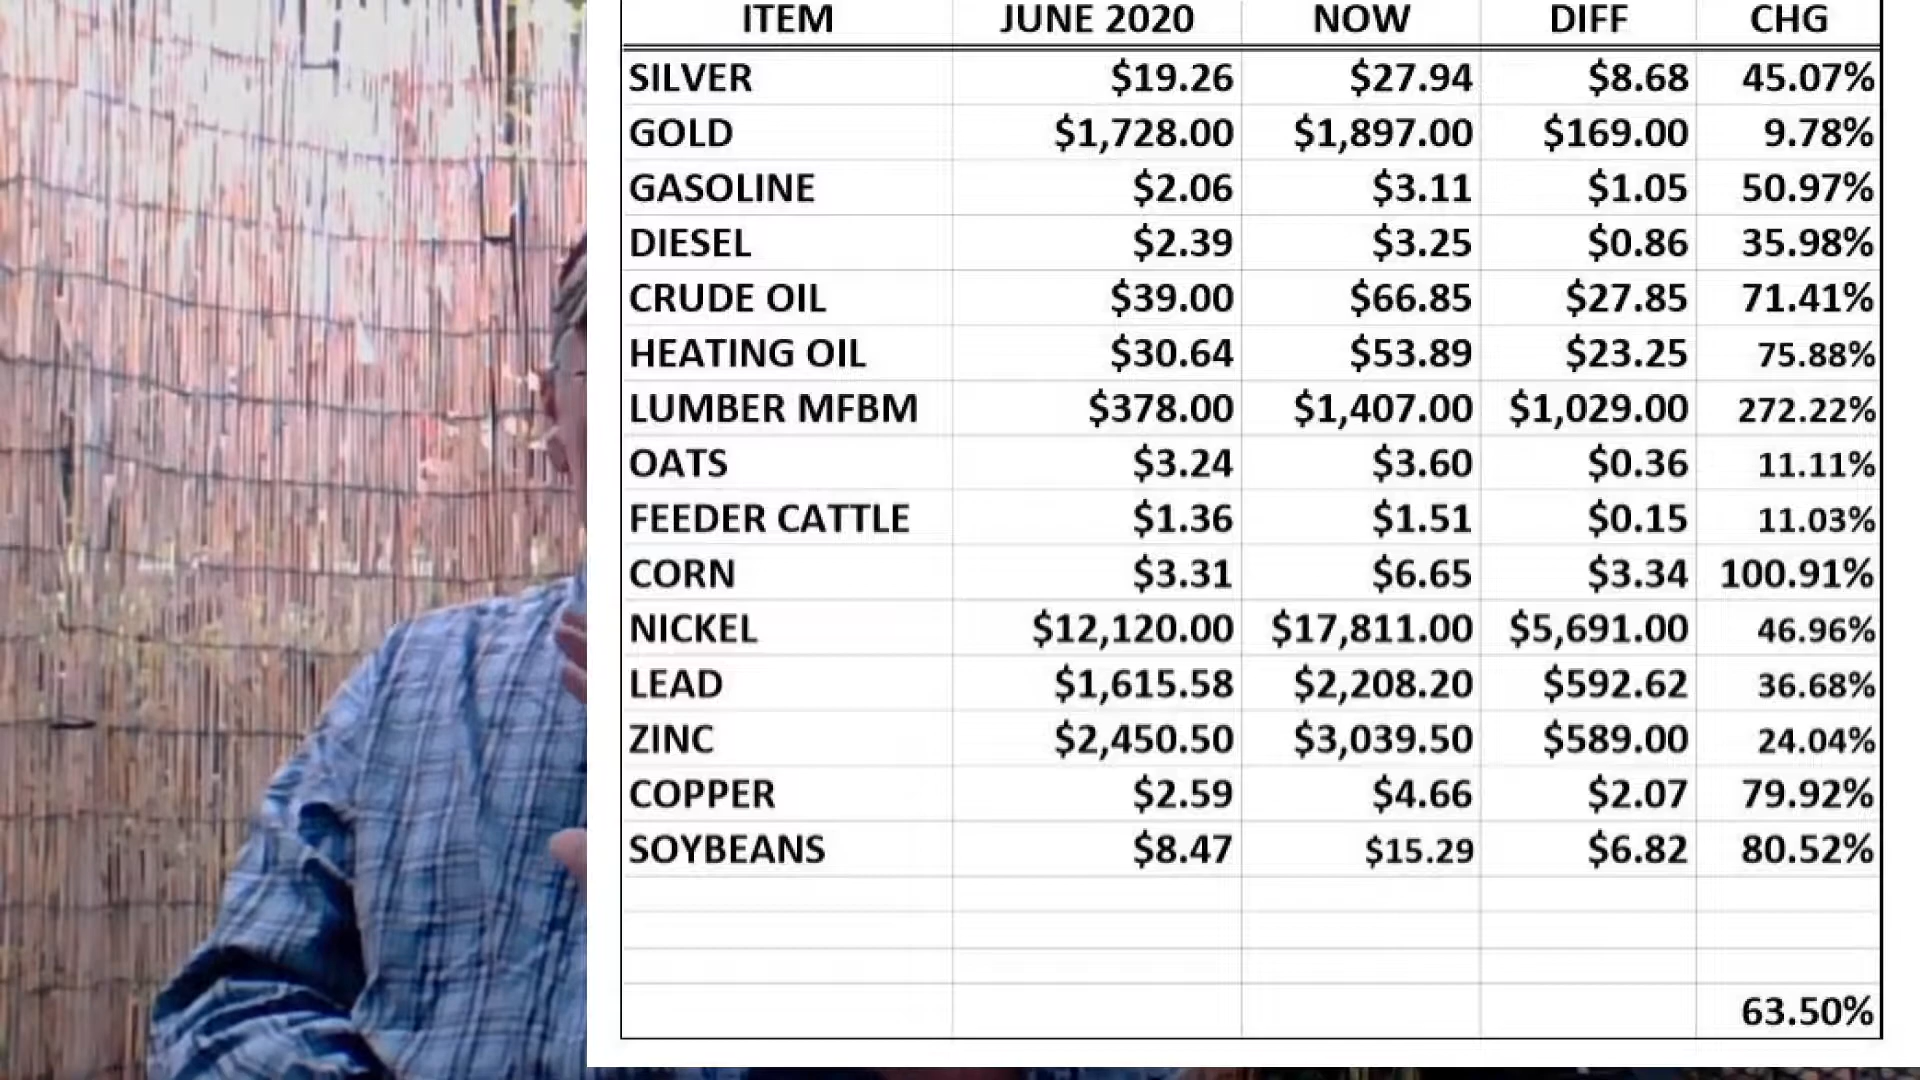 ITEM JUNE 2020 NOW DIFF CHG
SILVER $19.26 $27.94 $8.68 45.07%
GOLD $1,728.00 $1,897.00 $169.00 9.78%
GASOLINE $2.06 $3.11 $1.05 50.97%
DIESEL $2.39 $3.25 $0.86 35.98%
CRUDE OIL $39.00 $66.85 $27.85 71.41%
HEATING OIL $30.64 $53.89 $23.25 75.88%
LUMBER MFBM $378.00 $1,407.00 $1,029.00 272.22%
OATS $3.24 $3.60 $0.36 11.11%
FEEDER CATTLE $1.36 $1.51 $0.15 11.03%
CORN $3.31 $6.65 $3.34 100.91%
NICKEL $12,120.00 $17,811.00 $5,691.00 46.96%
LEAD $1,615.58 $2,208.20 $592.62 36.68%
ZINC $2,450.50 $3,039.50 $589.00 24.04%
COPPER $2.59 $4.66 $2.07 79.92%
SOYBEANS $8.47 $15.29 $6.82 80.52%
63.50%